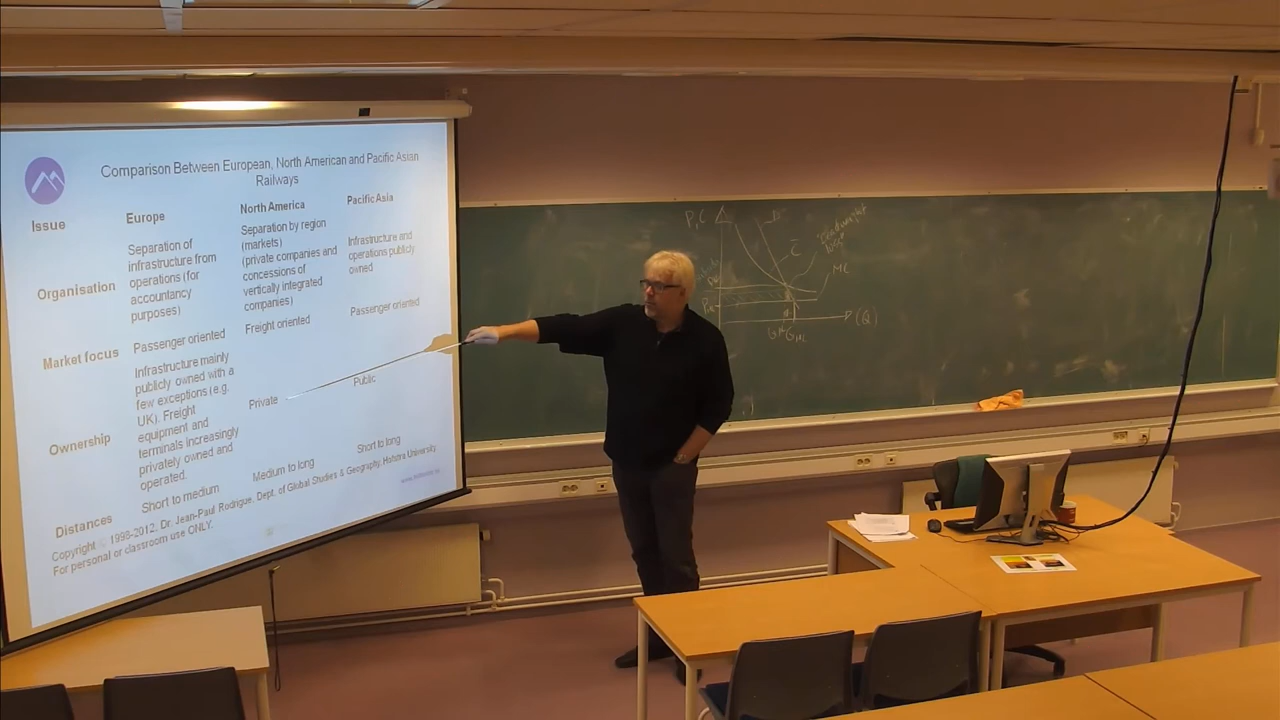 Comparison Between European, North American and Pacific Asian
Railways
Issue
Europe
North America
Pacific Asia
Organisation
Separation of
infrastructure from
operations (for
accountancy
purposes)
Separation by region
(markets)
(private companies and
concessions of
vertically integrated
companies)
Infrastructure and
operations publicly
owned
Market focus
Passenger oriented
Freight oriented
Passenger oriented
Ownership
Infrastructure mainly
publicly owned with a
few exceptions (e.g.
UK). Freight
equipment and
terminals increasingly
privately owned and
operated.
Private
Public
Distances
Short to medium
Medium to long
Short to long
Copyright © 1998-2012, Dr. Jean-Paul Rodrigue, Dept. of Global Studies & Geography, Hofstra University.
For personal or classroom use ONLY.
P, C
D
C
MC
(Q)